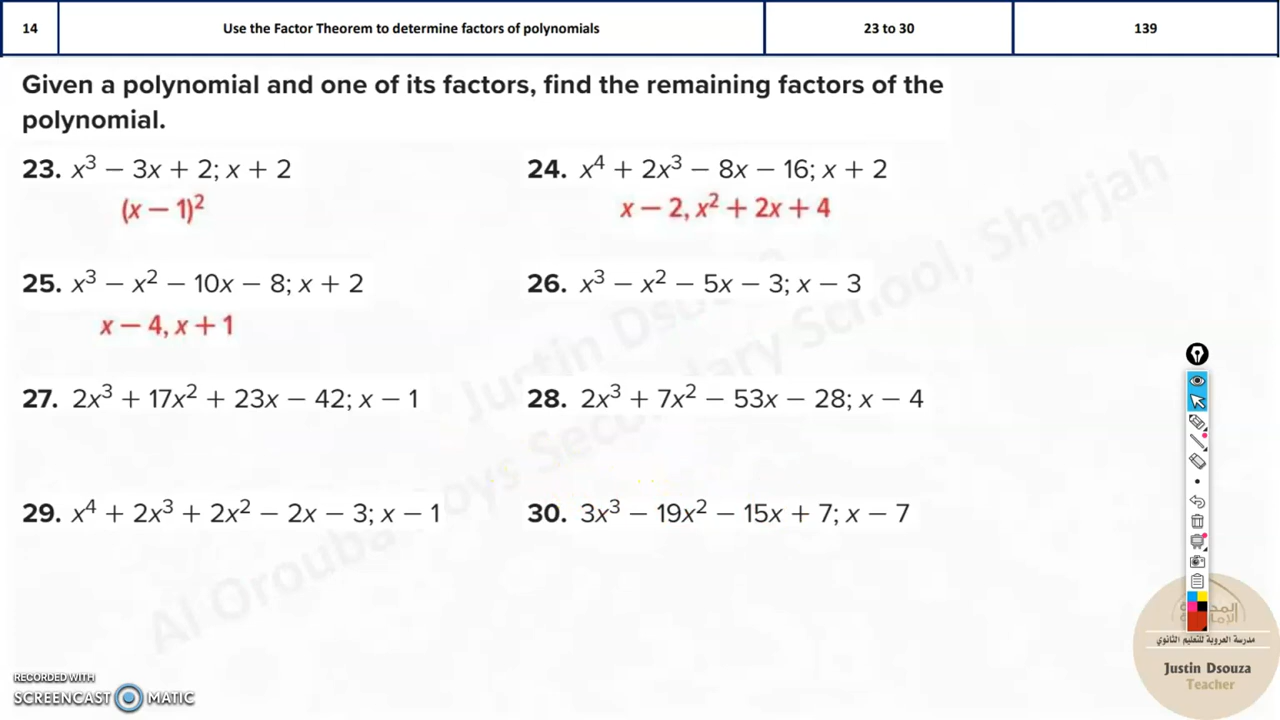 14 Use the Factor Theorem to determine factors of polynomials 23 to 30 139
Given a polynomial and one of its factors, find the remaining factors of the
polynomial.
23. x³ − 3x + 2; x + 2
(x − 1)²
24. x⁴ + 2x³ − 8x − 16; x + 2
x − 2, x² + 2x + 4
25. x³ − x² − 10x − 8; x + 2
x − 4, x + 1
26. x³ − x² − 5x − 3; x − 3
27. 2x³ + 17x² + 23x − 42; x − 1
28. 2x³ + 7x² − 53x − 28; x − 4
29. x⁴ + 2x³ + 2x² − 2x − 3; x − 1
30. 3x³ − 19x² − 15x + 7; x − 7
مدرسة العروبة للتعليم الثانوي
Justin Dsouza
Teacher
RECORDED WITH
SCREENCAST MATIC